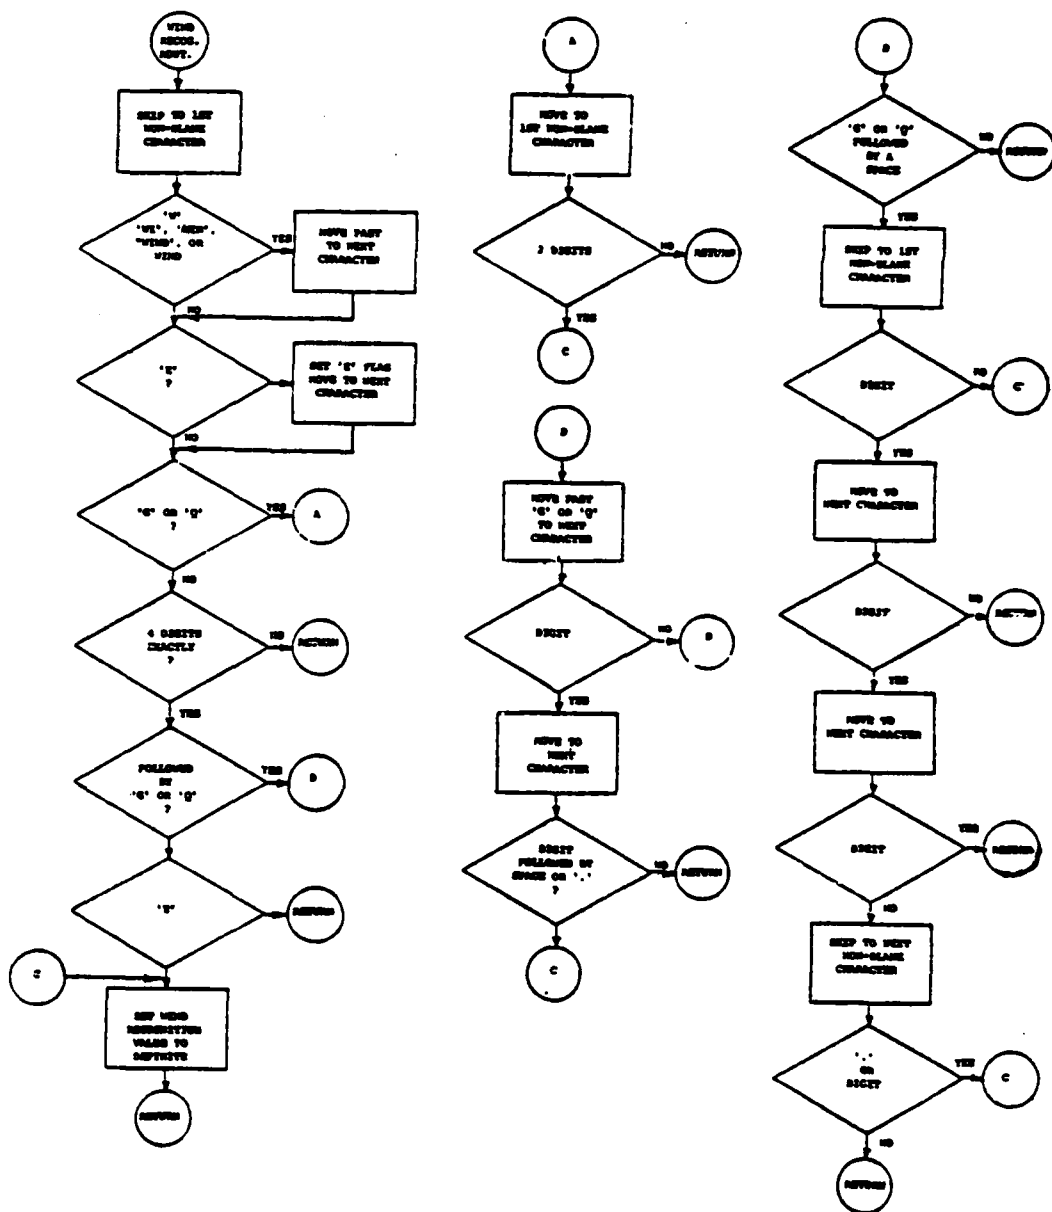 WIND
RECOG.
SKIP TO 1ST
NON-BLANK
CHARACTER
'W'
'WIND', OR
WIND
YES
MOVE PAST
TO NEXT
CHARACTER
NO
'E'
?
SET 'E' FLAG
MOVE TO NEXT
CHARACTER
NO
'G' OR 'Q'
?
YES
A
NO
4 DIGITS
EXACTLY
?
NO
RETURN
YES
FOLLOWED
BY
'G' OR 'Q'
?
YES
RETURN
C
SET WIND
RECOGNITION
VALUE TO
DEFINITE
RETURN
A
MOVE TO
1ST NON-BLANK
CHARACTER
2 DIGITS
NO
RETURN
YES
C
MOVE PAST
'G' OR 'Q'
TO NEXT
CHARACTER
DIGIT
NO
YES
MOVE TO
NEXT
CHARACTER
DIGIT
FOLLOWED BY
SPACE OR '.'
?
NO
RETURN
C
'G' OR 'Q'
FOLLOWED
BY A
SPACE
NO
RETURN
YES
SKIP TO 1ST
NON-BLANK
CHARACTER
DIGIT
NO
YES
MOVE TO
NEXT CHARACTER
DIGIT
NO
RETURN
YES
MOVE TO
NEXT CHARACTER
DIGIT
YES
RETURN
NO
SKIP TO NEXT
NON-BLANK
CHARACTER
'.'
OR
DIGIT
YES
C
NO
RETURN